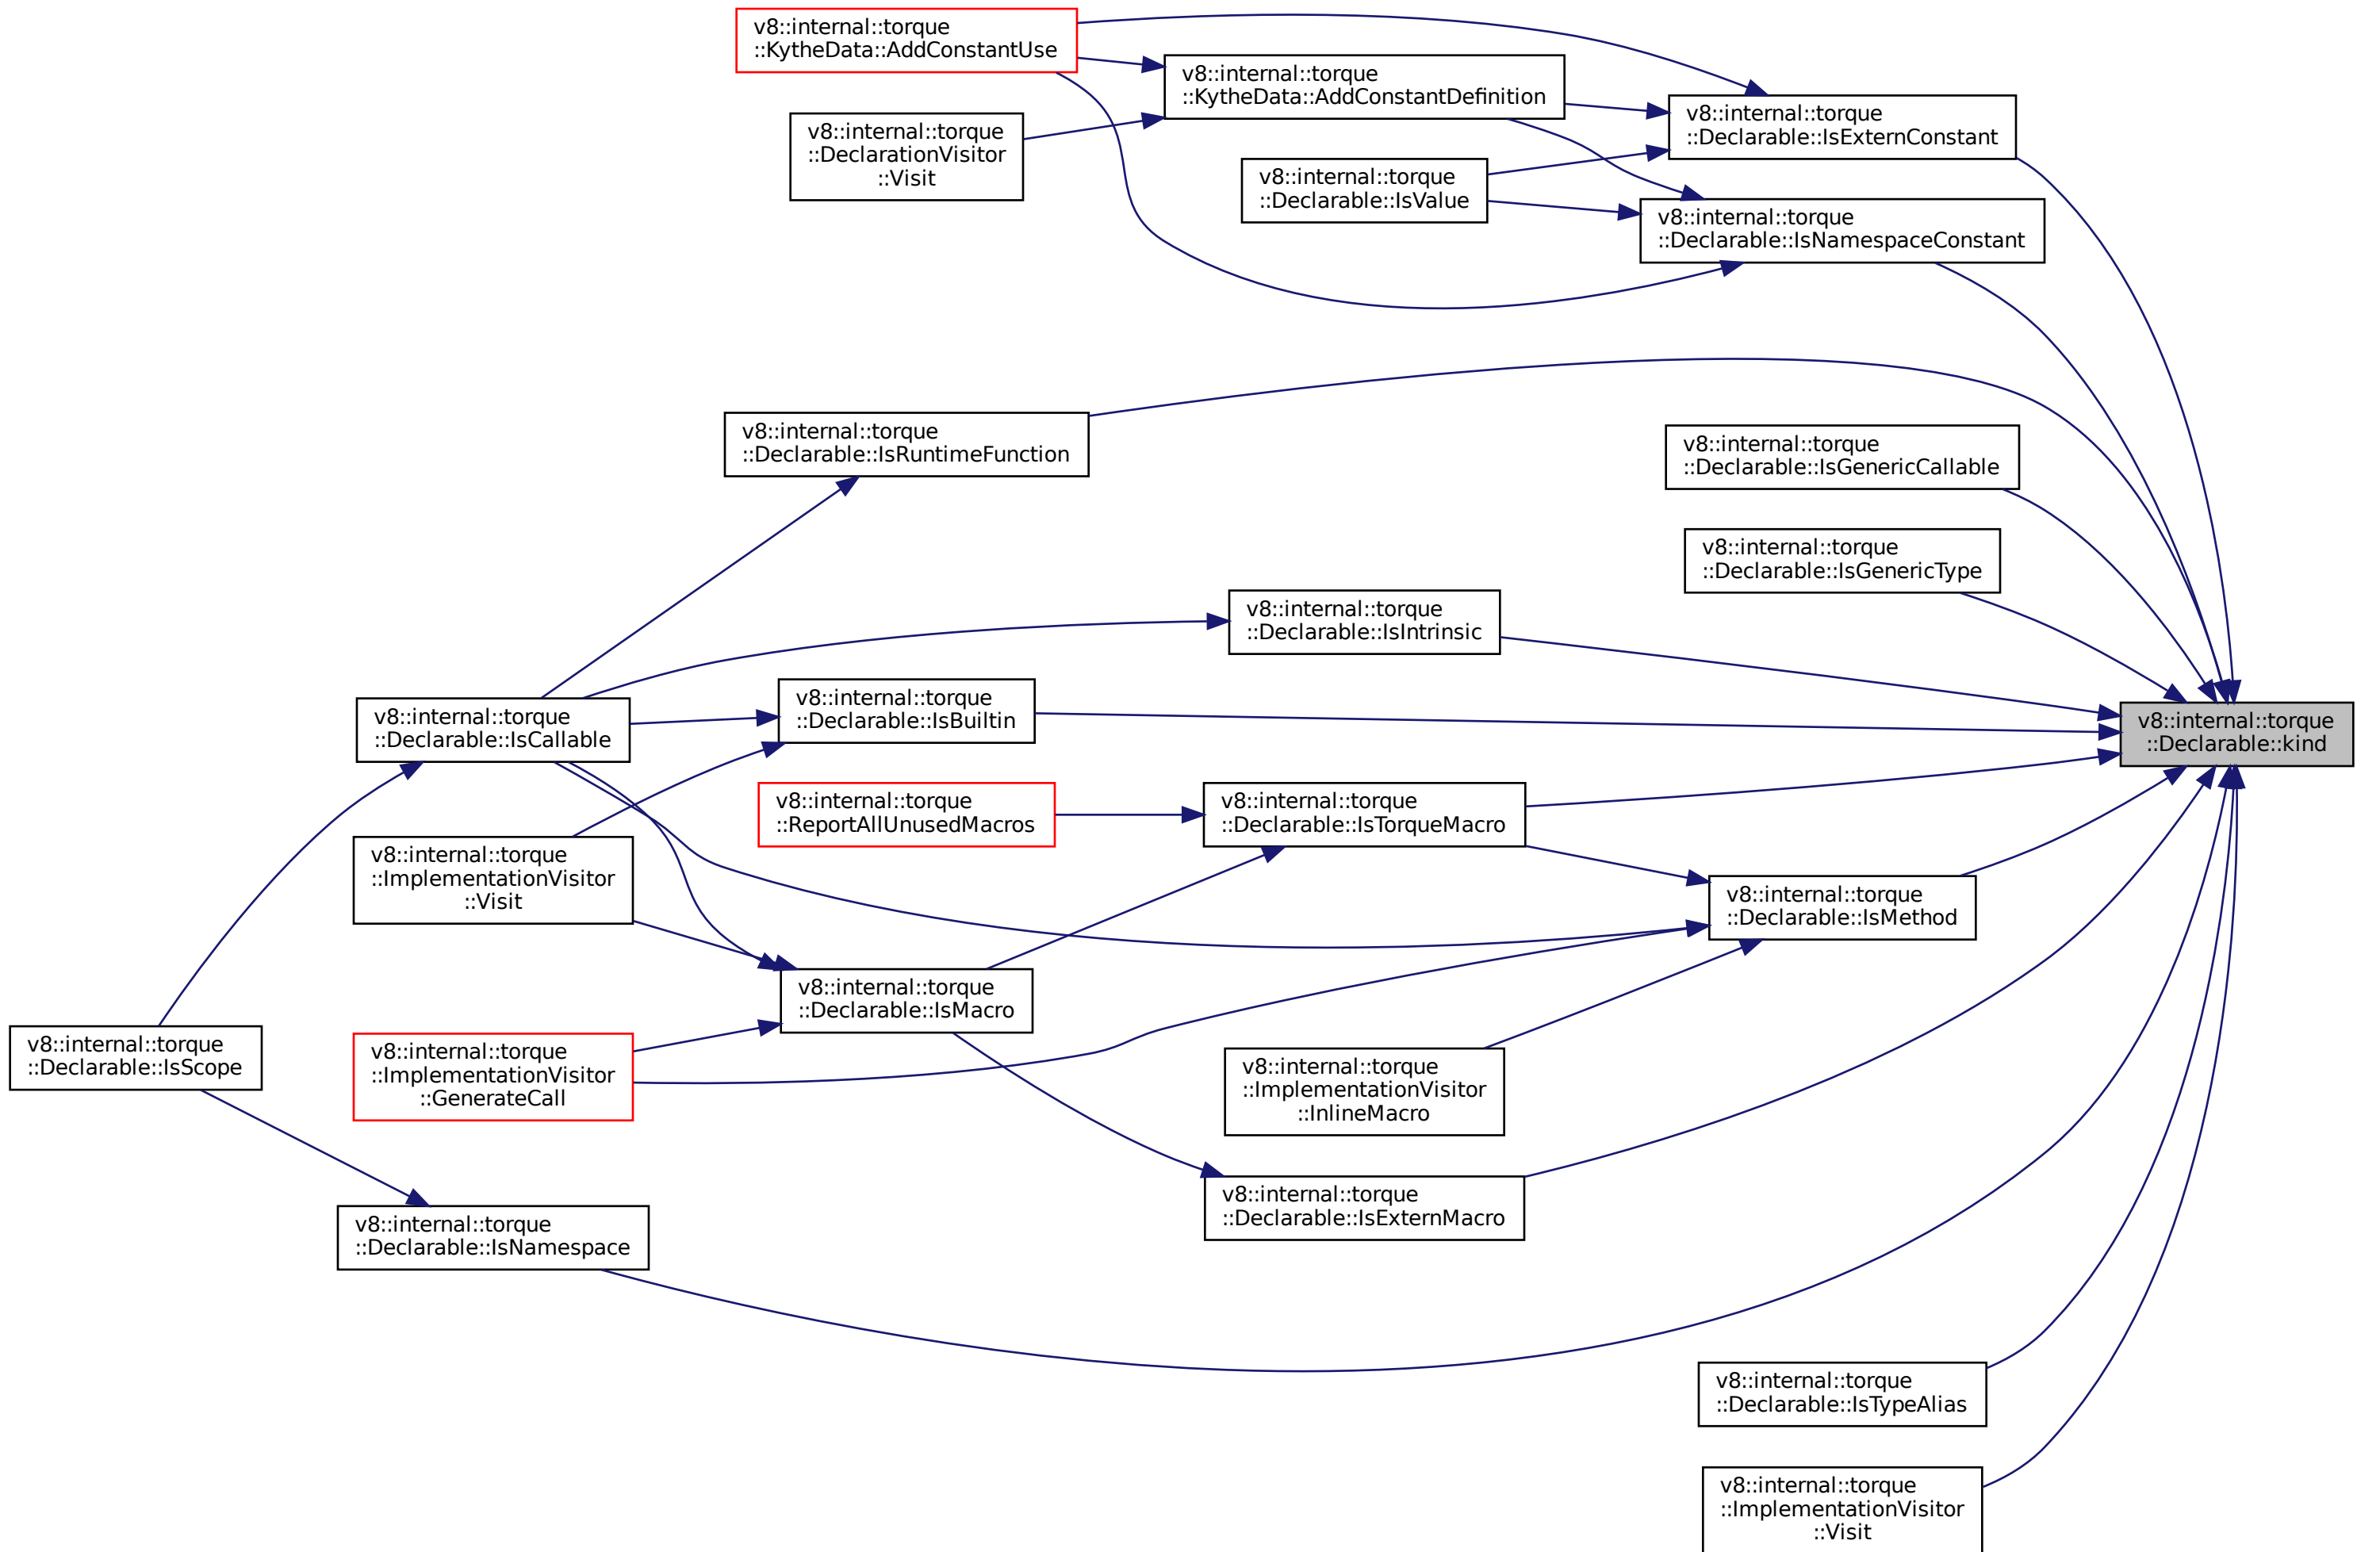 v8::internal::torque
::KytheData::AddConstantUse
v8::internal::torque
::KytheData::AddConstantDefinition
v8::internal::torque
::Declarable::IsExternConstant
v8::internal::torque
::DeclarationVisitor
::Visit
v8::internal::torque
::Declarable::IsValue
v8::internal::torque
::Declarable::IsNamespaceConstant
v8::internal::torque
::Declarable::IsRuntimeFunction
v8::internal::torque
::Declarable::IsGenericCallable
v8::internal::torque
::Declarable::IsGenericType
v8::internal::torque
::Declarable::IsIntrinsic
v8::internal::torque
::Declarable::IsCallable
v8::internal::torque
::Declarable::IsBuiltin
v8::internal::torque
::Declarable::kind
v8::internal::torque
::ReportAllUnusedMacros
v8::internal::torque
::Declarable::IsTorqueMacro
v8::internal::torque
::ImplementationVisitor
::Visit
v8::internal::torque
::Declarable::IsMethod
v8::internal::torque
::Declarable::IsMacro
v8::internal::torque
::Declarable::IsScope
v8::internal::torque
::ImplementationVisitor
::GenerateCall
v8::internal::torque
::ImplementationVisitor
::InlineMacro
v8::internal::torque
::Declarable::IsExternMacro
v8::internal::torque
::Declarable::IsNamespace
v8::internal::torque
::Declarable::IsTypeAlias
v8::internal::torque
::ImplementationVisitor
::Visit